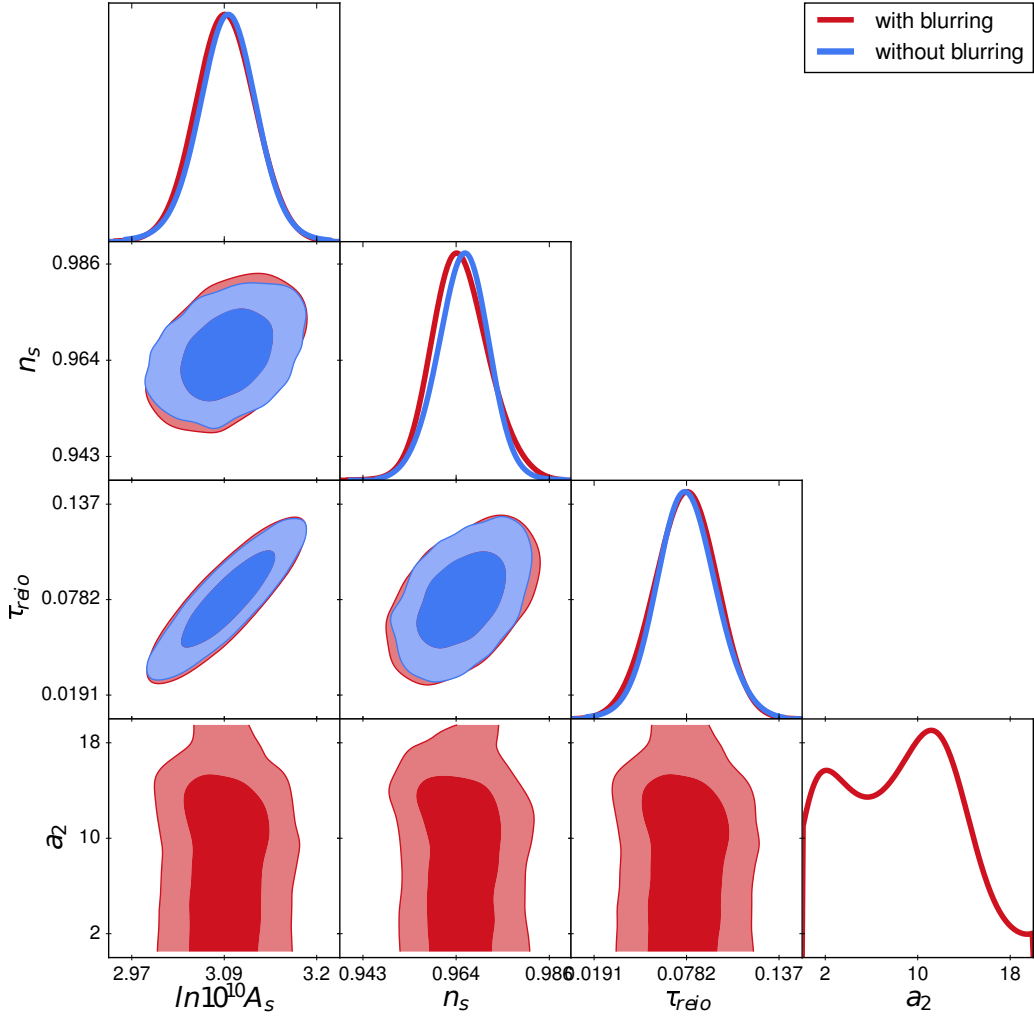 with blurring
without blurring
0.986
0.964
0.943
n_s
0.137
0.0782
0.0191
τ_reio
18
10
2
a_2
2.97 3.09 3.2 0.943 0.964 0.986 0.0191 0.0782 0.137 2 10 18
ln10^10A_s n_s τ_reio a_2